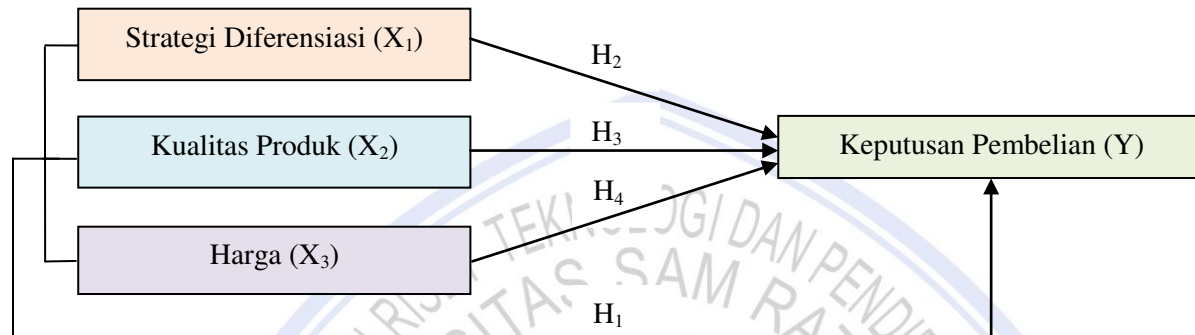 Strategi Diferensiasi (X₁)
H₂
Kualitas Produk (X₂)
H₃
Keputusan Pembelian (Y)
H₄
Harga (X₃)
H₁